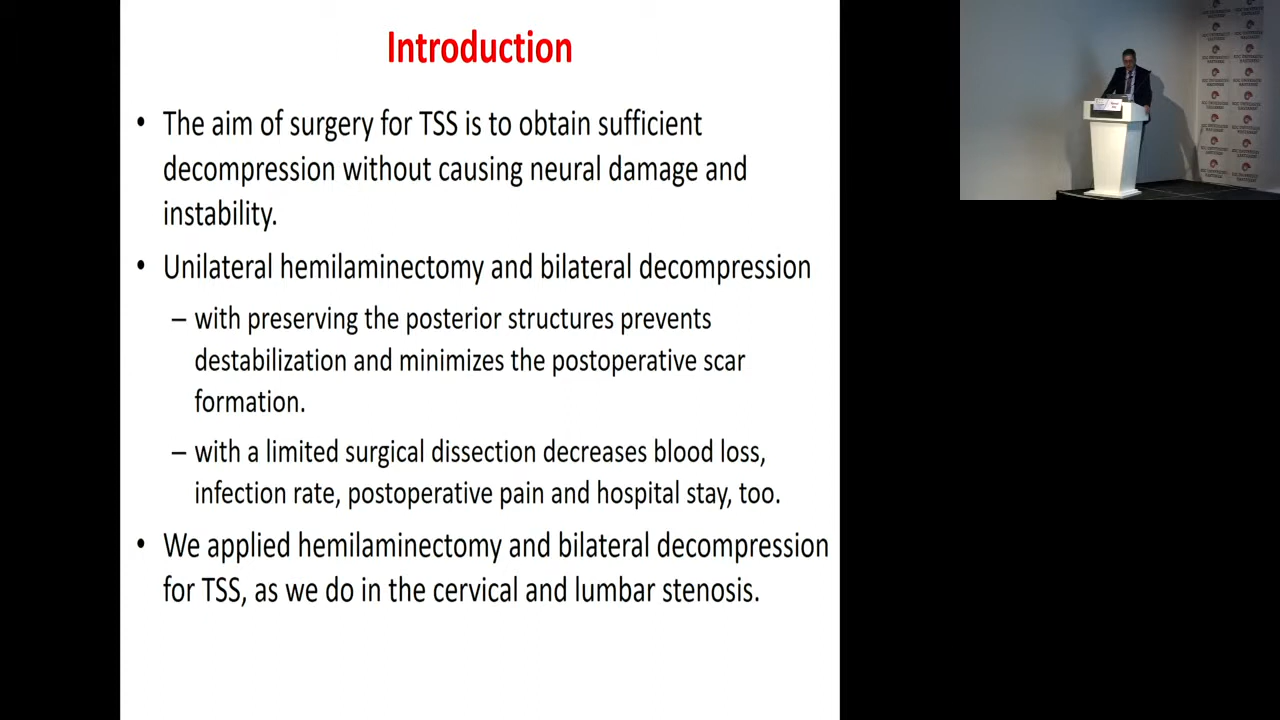 Introduction
• The aim of surgery for TSS is to obtain sufficient
decompression without causing neural damage and
instability.
• Unilateral hemilaminectomy and bilateral decompression
– with preserving the posterior structures prevents
destabilization and minimizes the postoperative scar
formation.
– with a limited surgical dissection decreases blood loss,
infection rate, postoperative pain and hospital stay, too.
• We applied hemilaminectomy and bilateral decompression
for TSS, as we do in the cervical and lumbar stenosis.